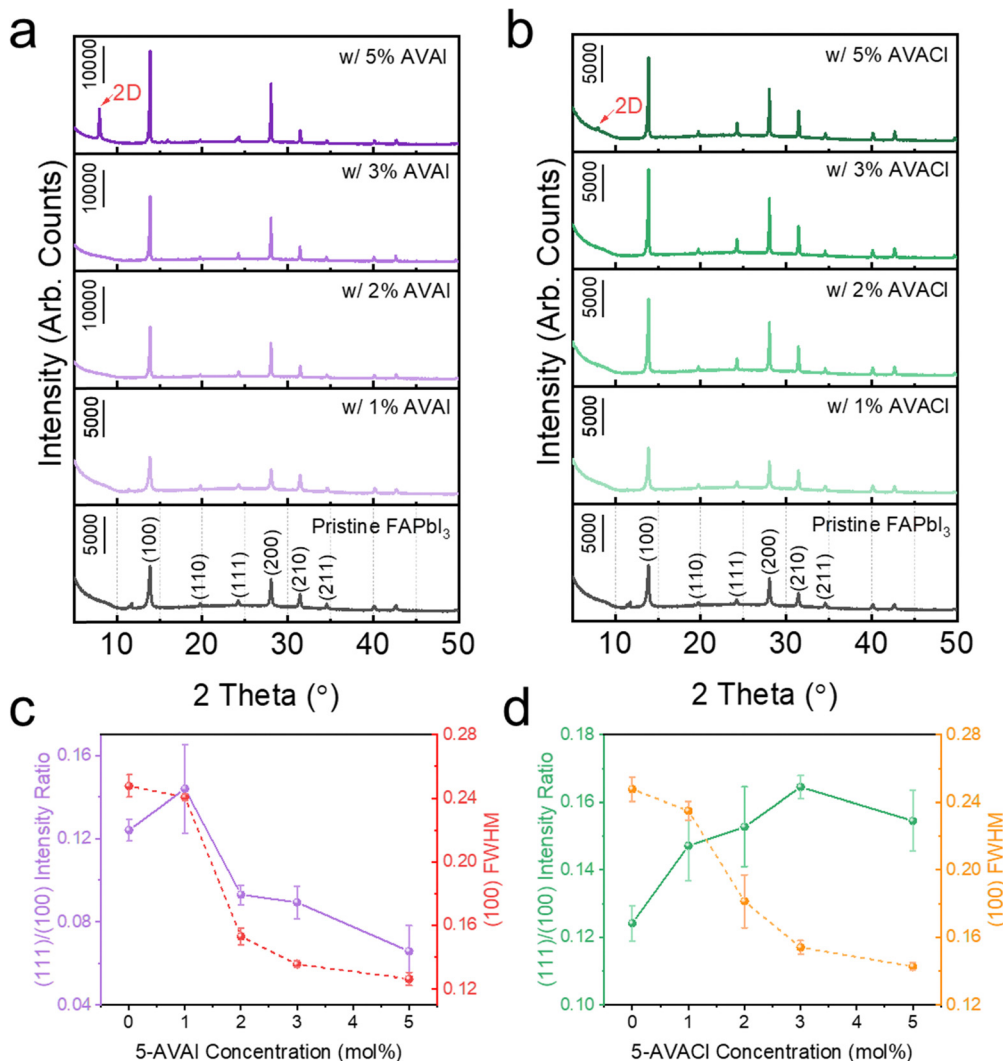 a
Intensity (Arb. Counts)
10000
w/ 5% AVAI
2D
10000
w/ 3% AVAI
10000
w/ 2% AVAI
5000
w/ 1% AVAI
5000
Pristine FAPbI3
(100)
(110)
(111)
(200)
(210)
(211)
10 20 30 40 50
2 Theta (°)
b
Intensity (Arb. Counts)
5000
w/ 5% AVACl
2D
5000
w/ 3% AVACl
5000
w/ 2% AVACl
5000
w/ 1% AVACl
5000
Pristine FAPbI3
(100)
(110)
(111)
(200)
(210)
(211)
10 20 30 40 50
2 Theta (°)
c
(111)/(100) Intensity Ratio
0.16
0.12
0.08
0.04
0.28
0.24
0.20
0.16
0.12
(100) FWHM
0 1 2 3 4 5
5-AVAI Concentration (mol%)
d
(111)/(100) Intensity Ratio
0.18
0.16
0.14
0.12
0.10
0.28
0.24
0.20
0.16
0.12
(100) FWHM
0 1 2 3 4 5
5-AVACl Concentration (mol%)